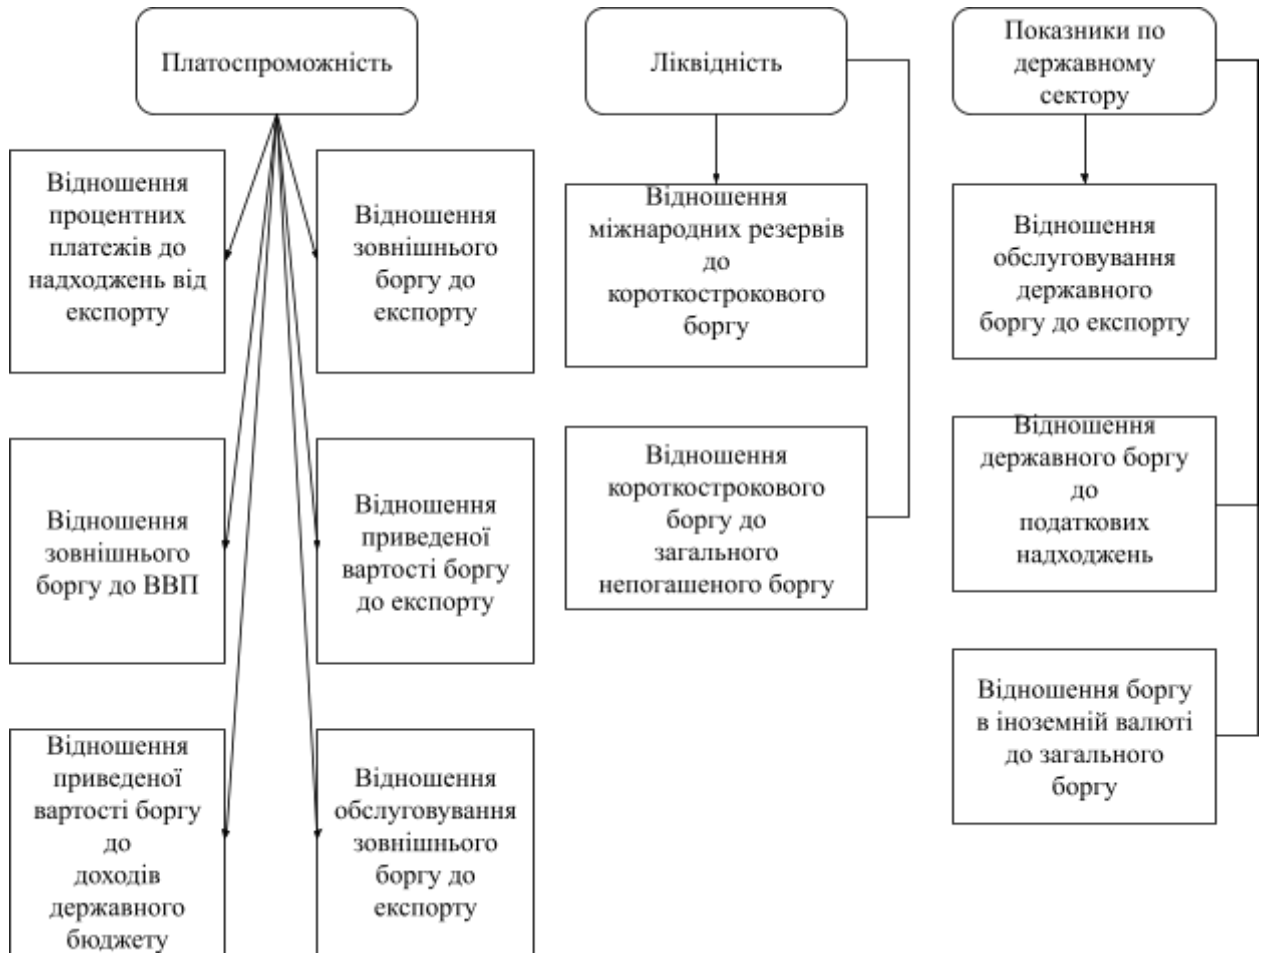 Платоспроможність
Ліквідність
Показники по
державному
сектору
Відношення
процентних
платежів до
надходжень від
експорту
Відношення
зовнішнього
боргу до
експорту
Відношення
міжнародних резервів
до
короткострокового
боргу
Відношення
обслуговування
державного
боргу до експорту
Відношення
зовнішнього
боргу до ВВП
Відношення
приведеної
вартості боргу
до експорту
Відношення
короткострокового
боргу до
загального
непогашеного боргу
Відношення
державного боргу
до
податкових
надходжень
Відношення
приведеної
вартості боргу
до
доходів
державного
бюджету
Відношення
обслуговування
зовнішнього
боргу до
експорту
Відношення боргу
в іноземній валюті
до загального
боргу